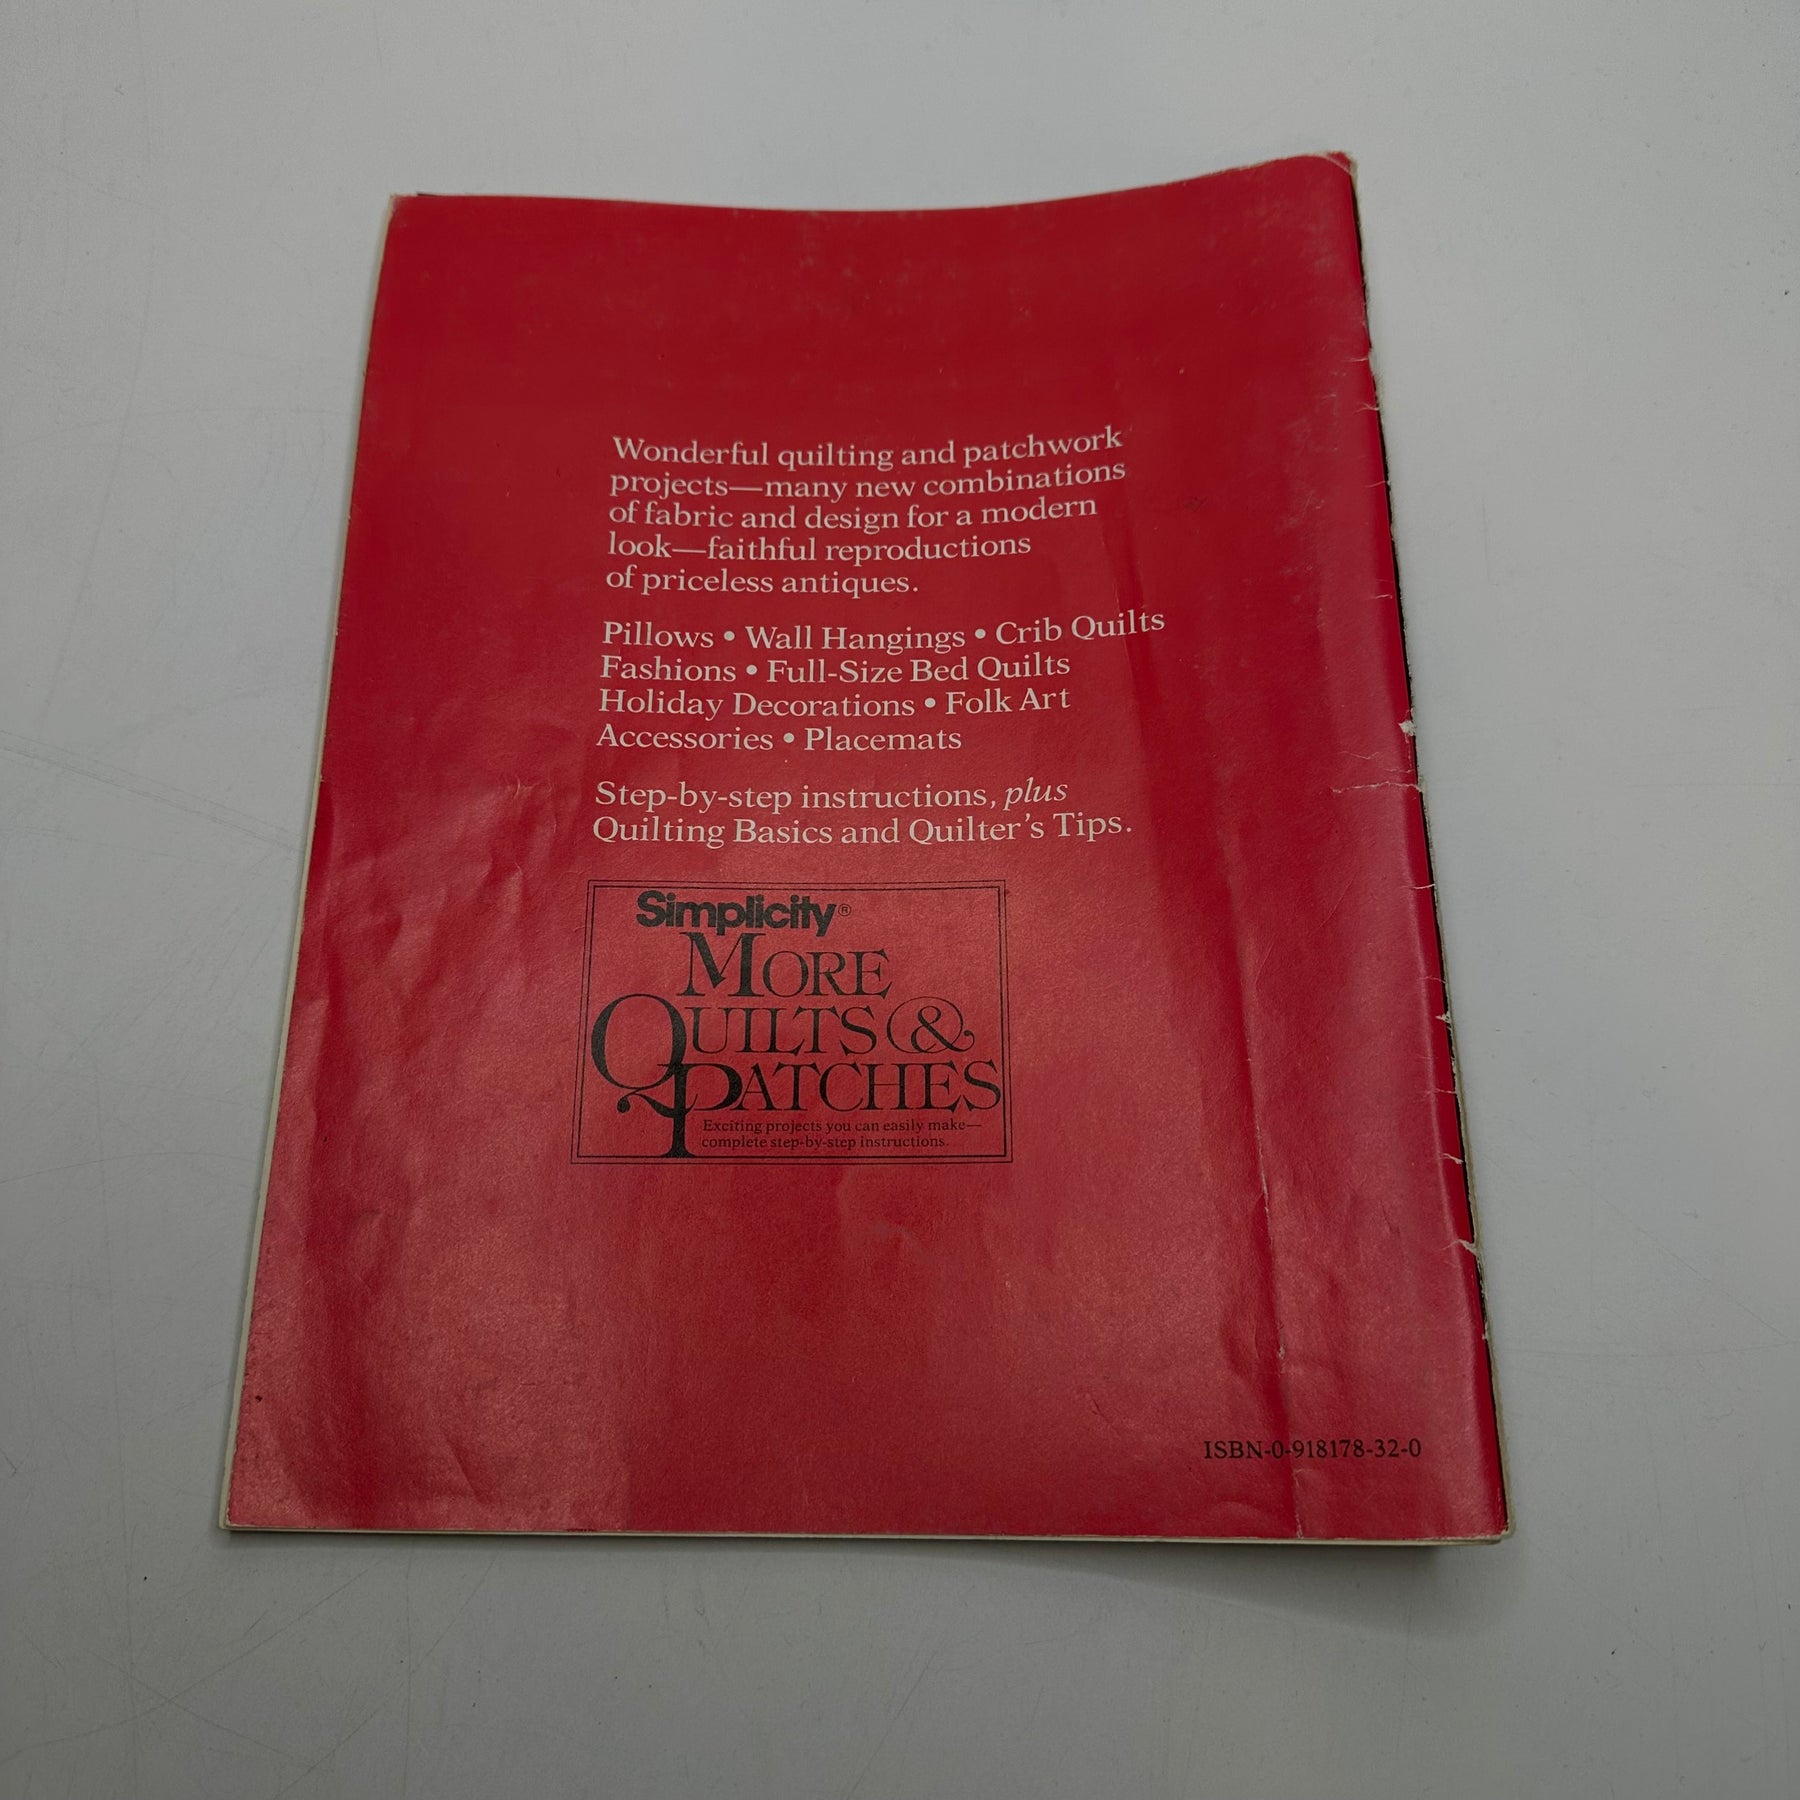 Wonderful quilting and patchwork
projects—many new combinations
of fabric and design for a modern
look—faithful reproductions
of priceless antiques.
Pillows • Wall Hangings • Crib Quilts
Fashions • Full-Size Bed Quilts
Holiday Decorations • Folk Art
Accessories • Placemats
Step-by-step instructions, plus
Quilting Basics and Quilter's Tips.
Simplicity®
MORE
QUILTS &
PATCHES
Exciting projects you can easily make—
complete step-by-step instructions.
ISBN-0-918178-32-0